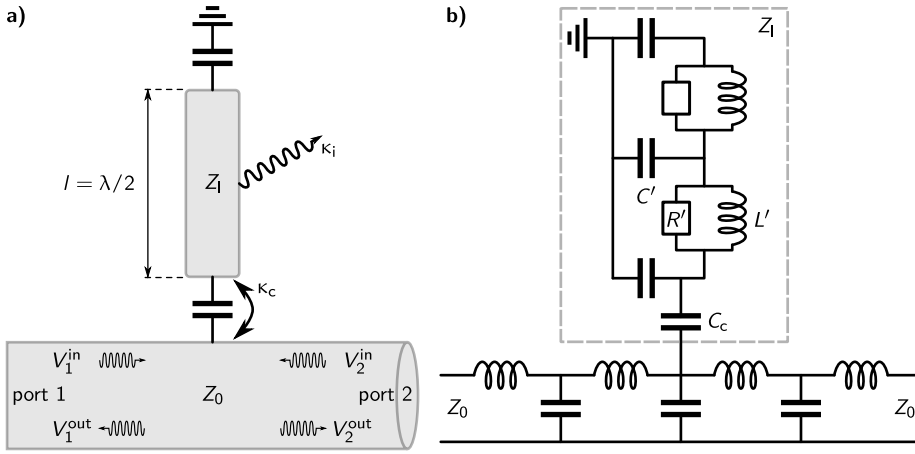 a)
l = λ/2
Z_l
κ_i
κ_c
V_1^in
V_2^in
port 1
Z_0
port 2
V_1^out
V_2^out
b)
Z_l
C′
R′
L′
C_c
Z_0
Z_0